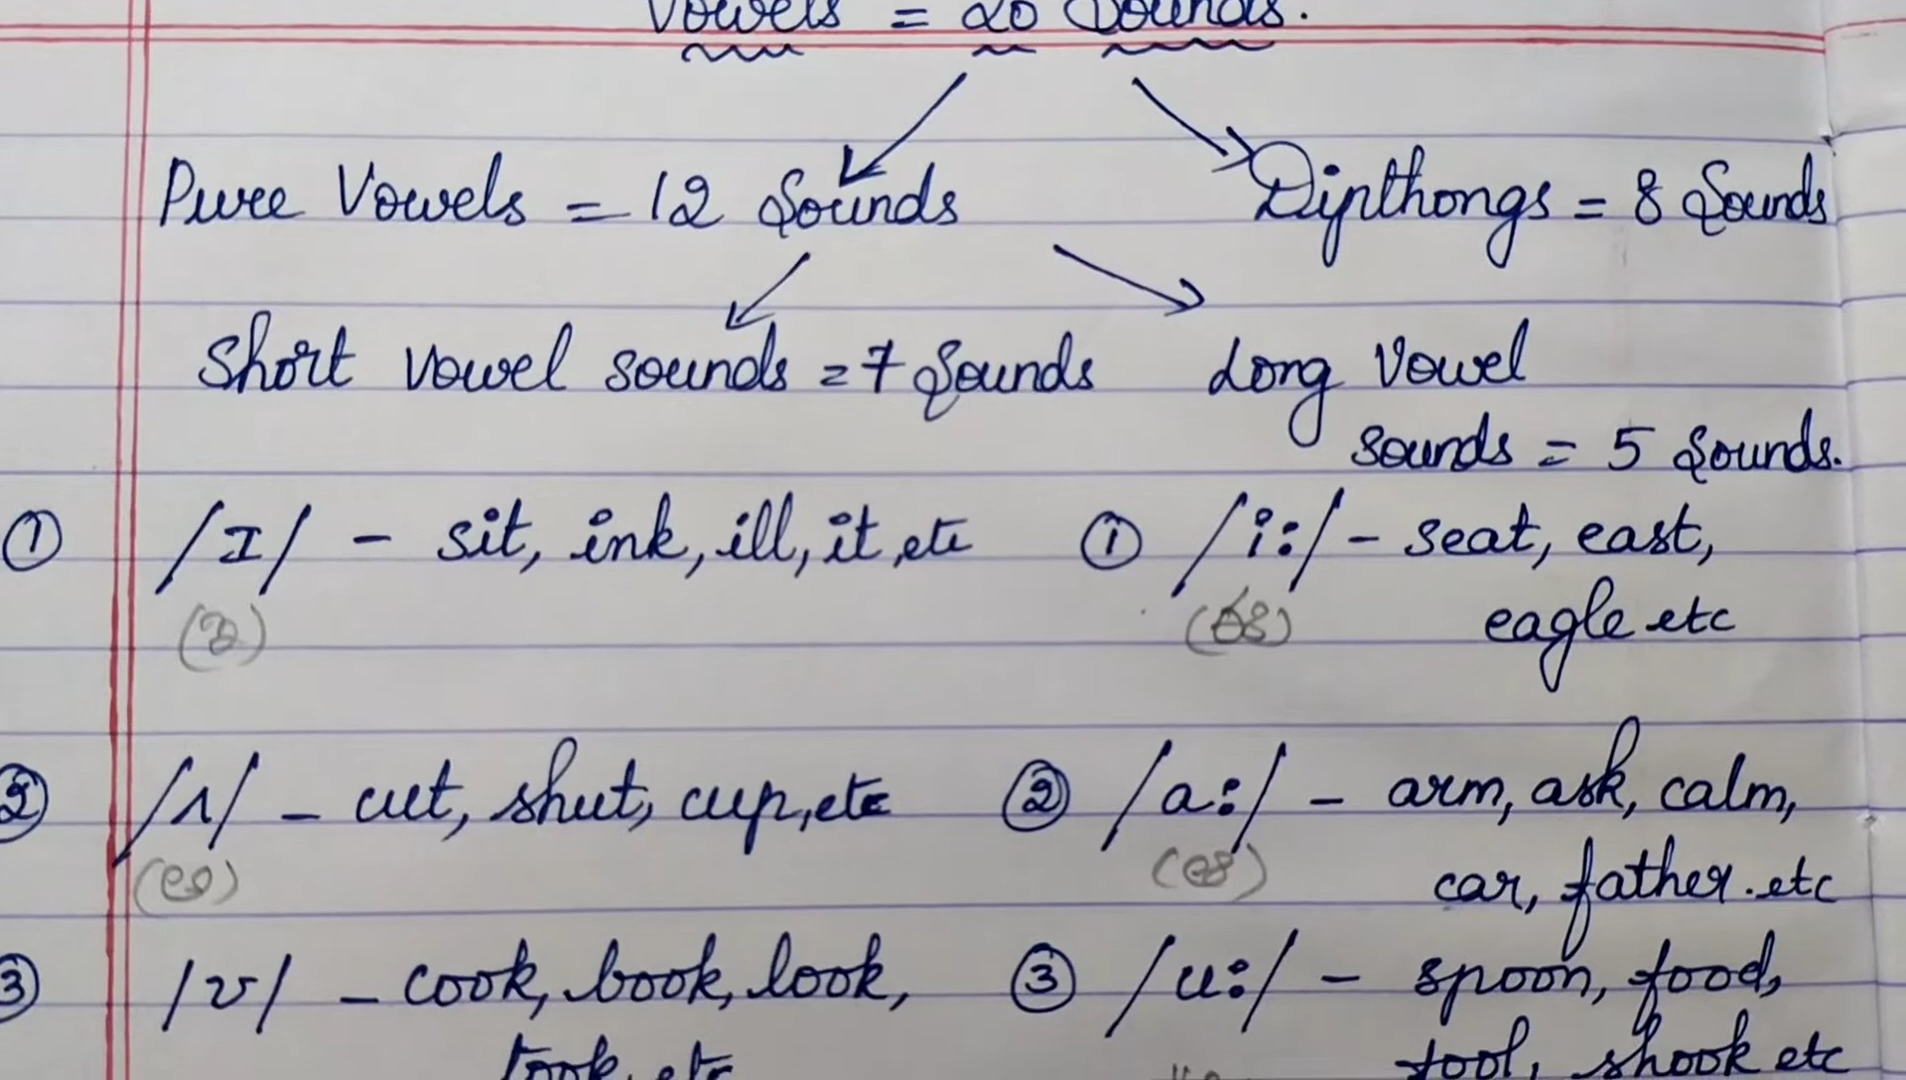 Vowels = 20 Sounds.
Pure Vowels = 12 Sounds
Dipthongs = 8 Sounds
Short vowel sounds = 7 Sounds
Long Vowel
sounds = 5 Sounds.
① /I/ - sit, ink, ill, it, etc
① /i:/ - seat, east,
eagle etc
② /ʌ/ - cut, shut, cup, etc
② /a:/ - arm, ask, calm,
car, father. etc
③ /ʊ/ - cook, book, look,
took, etc
③ /u:/ - spoon, food,
tool, shook etc